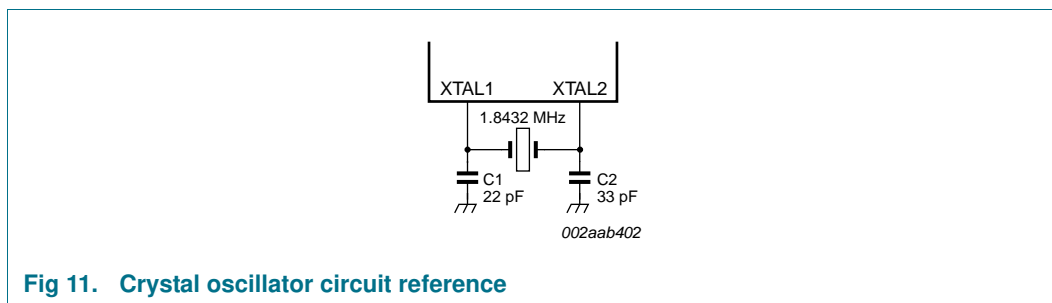 XTAL1 XTAL2
1.8432 MHz
C1 C2
22 pF 33 pF
002aab402
Fig 11. Crystal oscillator circuit reference